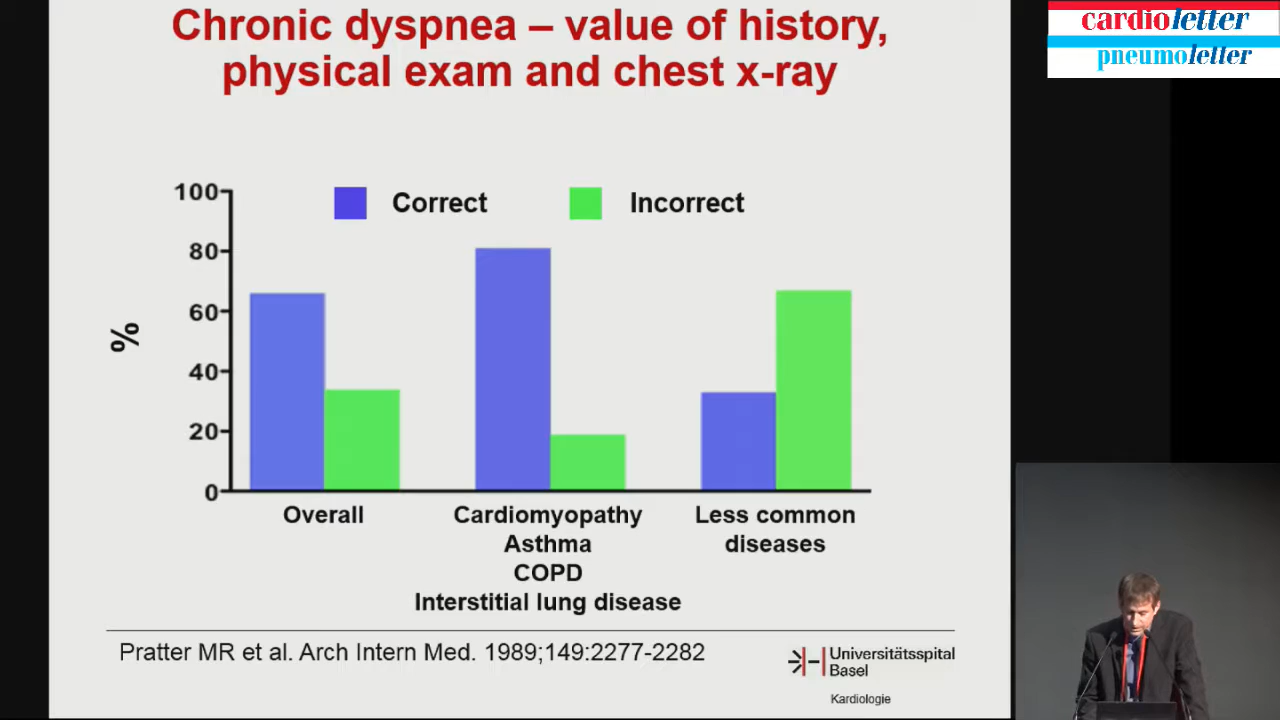 Chronic dyspnea – value of history,
physical exam and chest x-ray
cardioletter
pneumoletter
100
80
60
40
20
0
%
Correct
Incorrect
Overall
Cardiomyopathy
Asthma
COPD
Interstitial lung disease
Less common
diseases
Pratter MR et al. Arch Intern Med. 1989;149:2277-2282
Universitätsspital
Basel
Kardiologie